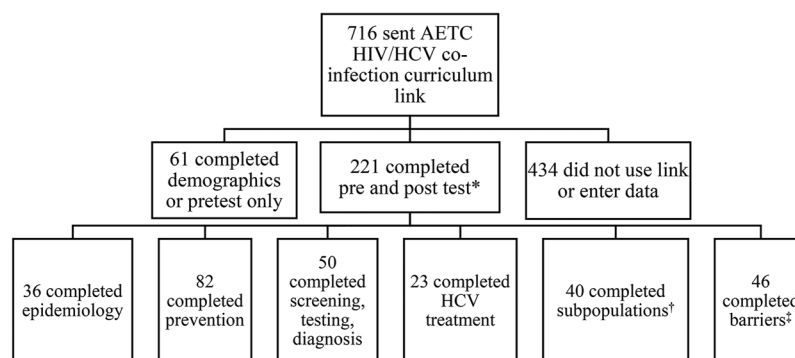 716 sent AETC
HIV/HCV co-
infection curriculum
link
61 completed
demographics
or pretest only
221 completed
pre and post test*
434 did not use link
or enter data
36 completed
epidemiology
82
completed
prevention
50
completed
screening,
testing,
diagnosis
23 completed
HCV
treatment
40 completed
subpopulations†
46
completed
barriers‡